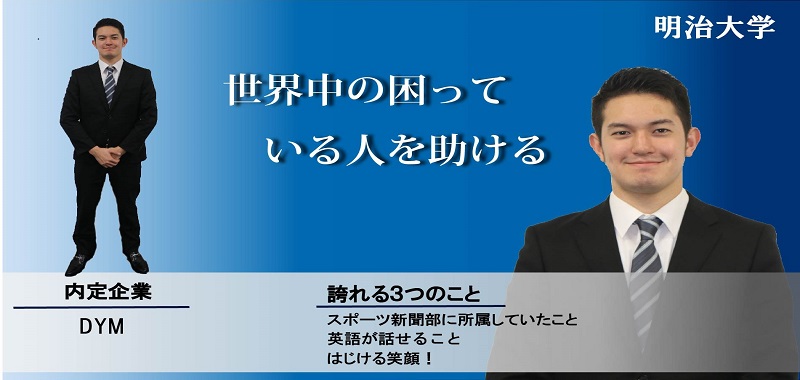 明治大学
世界中の困って
いる人を助ける
内定企業
DYM
誇れる3つのこと
スポーツ新聞部に所属していたこと
英語が話せること
はじける笑顔！